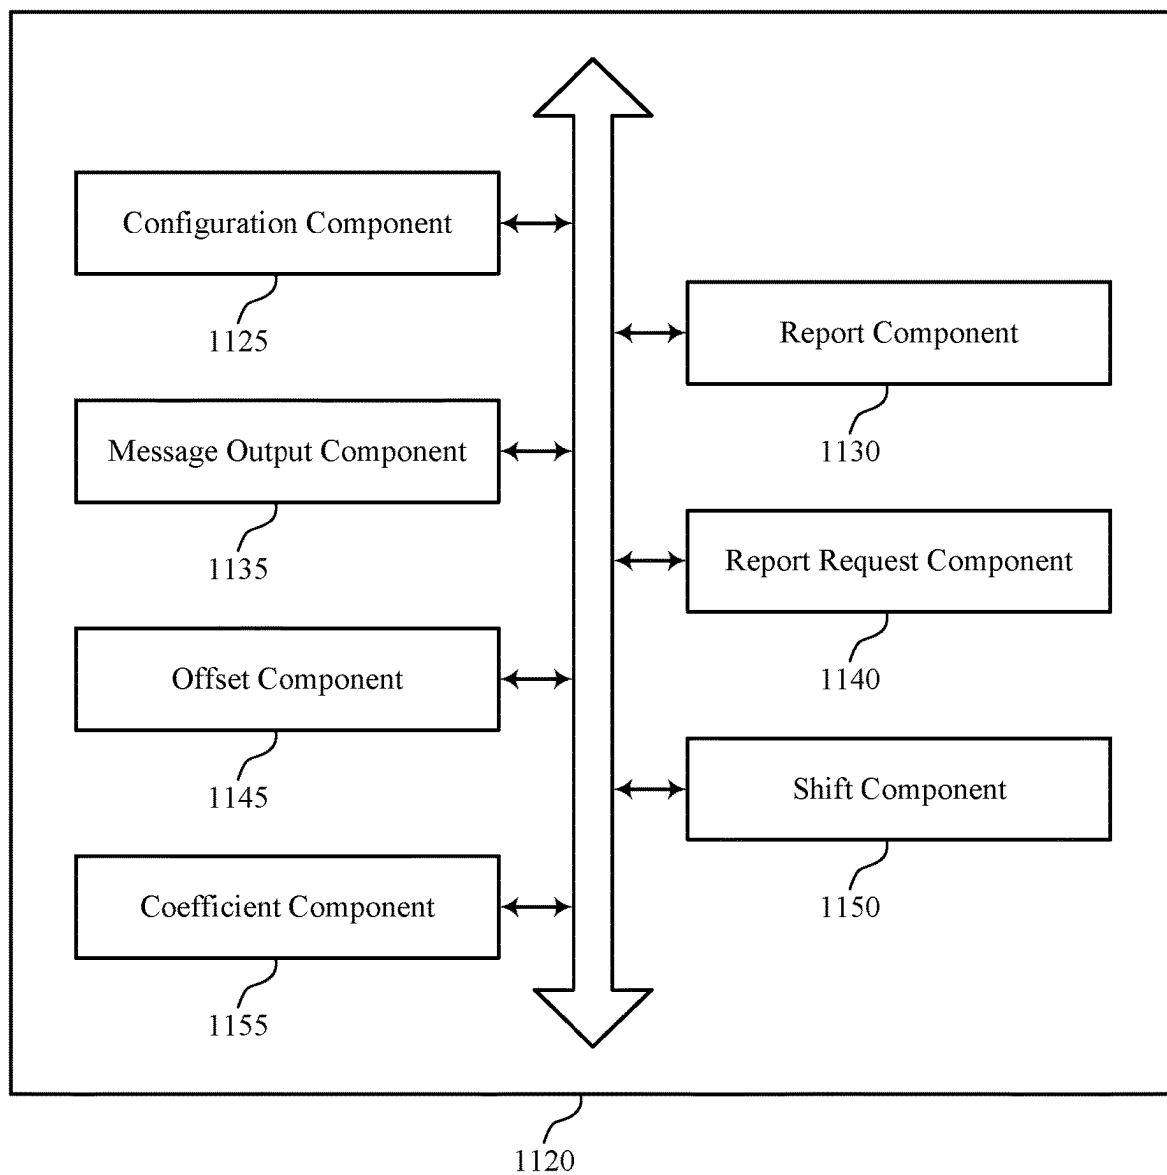 Configuration Component
1125
Report Component
1130
Message Output Component
1135
Report Request Component
1140
Offset Component
1145
Shift Component
1150
Coefficient Component
1155
1120